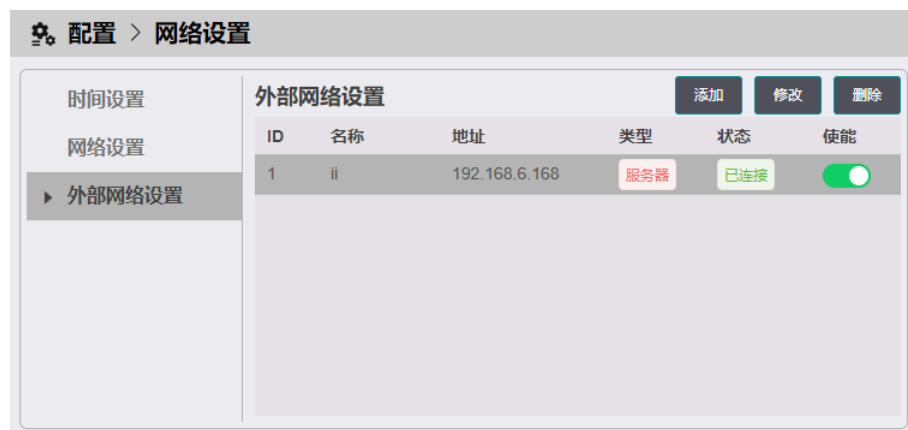 配置 > 网络设置
时间设置
网络设置
外部网络设置
外部网络设置 添加 修改 删除
ID 名称 地址 类型 状态 使能
1 ii 192.168.6.168 服务器 已连接